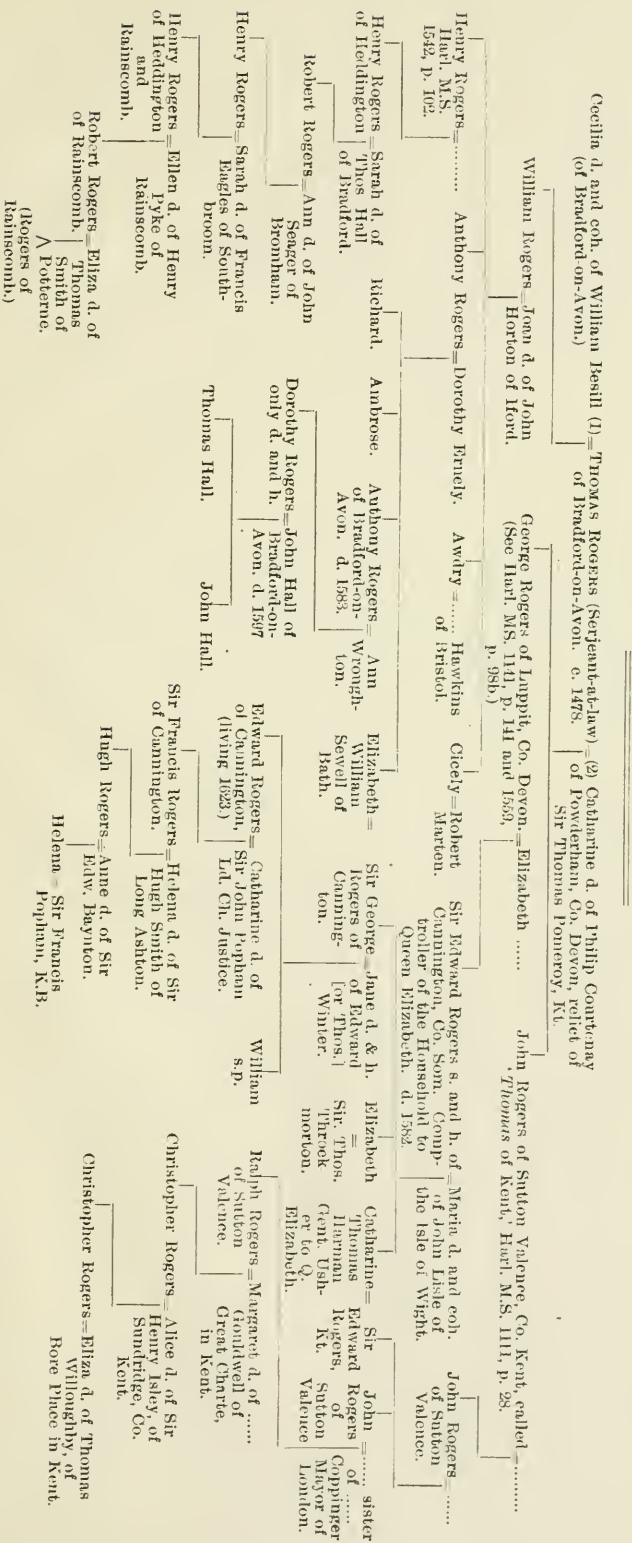 Cecilia d. and coh. of William Besill (1)=THOMAS ROGERS (Serjeant-at-law)=(2) Catharine d. of Philip Courtenay
(of Bradford-on-Avon.)
of Bradford-on-Avon. c. 1478.
of Powderham, Co. Devon, relict of
Sir Thomas Pomeroy, Kt.
William Rogers=Joan d. of John
Horton of Iford.
George Rogers of Luppit, Co. Devon.=Elizabeth ......
(See Harl. MS. 1141, p. 141 and 1559,
p. 98b.)
John Rogers of Sutton Valence, Co. Kent, called=.........
'Thomas of Kent,' Harl. M.S. 1111, p. 28.
Henry Rogers=.........
Harl. M.S.
1542, p. 102.
Anthony Rogers=Dorothy Ernely.
Awdry=...... Hawkins
of Bristol.
Cicely=Robert
Marten.
Sir Edward Rogers s. and h. of=Maria d. and coh.
Cannington, Co. Som. Comp-
troller of the Household to
Queen Elizabeth. d. 1582.
of John Lisle of
the Isle of Wight.
John Rogers=......
of Sutton
Valence.
Henry Rogers=Sarah d. of
of Heddington
Thos Hall
of Bradford.
Richard.
Ambrose.
Anthony Rogers=Ann
of Bradford-on-
Avon. d. 1583.
Wrough-
ton.
Elizabeth=
William
Sewell of
Bath.
Sir George=Jane d. & h.
Rogers of
Canning-
ton.
of Edward
[or Thos.]
Winter.
Elizabeth
=
Sir. Thos.
Throck
morton.
Catharine=
Thomas
Harman
Gent. Ush-
er to Q.
Elizabeth.
Sir
Edward
Rogers,
Kt.
John=...... sister
Rogers
of
Sutton
Valence
of ......
Coppinger
Mayor of
London.
Robert Rogers=Ann d. of John
Seager of
Bromham.
Dorothy Rogers=John Hall of
only d. and h.
Bradford-on-
Avon. d. 1597
Edward Rogers=Catharine d. of
of Cannington,
(living 1623.)
Sir John Popham
Ld. Ch. Justice.
William
s.p.
Ralph Rogers=Margaret d. of ......
of Sutton
Valence.
Gouldwell of
Great Charte,
in Kent.
Henry Rogers=Sarah d. of Francis
Eagles of South-
broom.
Thomas Hall.
John Hall.
Sir Francis Rogers=Helena d. of Sir
of Cannington.
Hugh Smith of
Long Ashton.
Christopher Rogers=Alice d. of Sir
Henry Isley, of
Sundridge, Co.
Kent.
Henry Rogers=Ellen d. of Henry
of Heddington
and
Rainscomb.
Pyke of
Rainscomb.
Hugh Rogers=Anne d. of Sir
Edw. Baynton.
Christopher Rogers=Eliza d. of Thomas
Willoughby, of
Bore Place in Kent.
Robert Rogers=Eliza d. of
of Rainscomb.
Thomas
Smith of
Potterne.
(Rogers of
Rainscomb.)
Helena=Sir Francis
Popham, K.B.